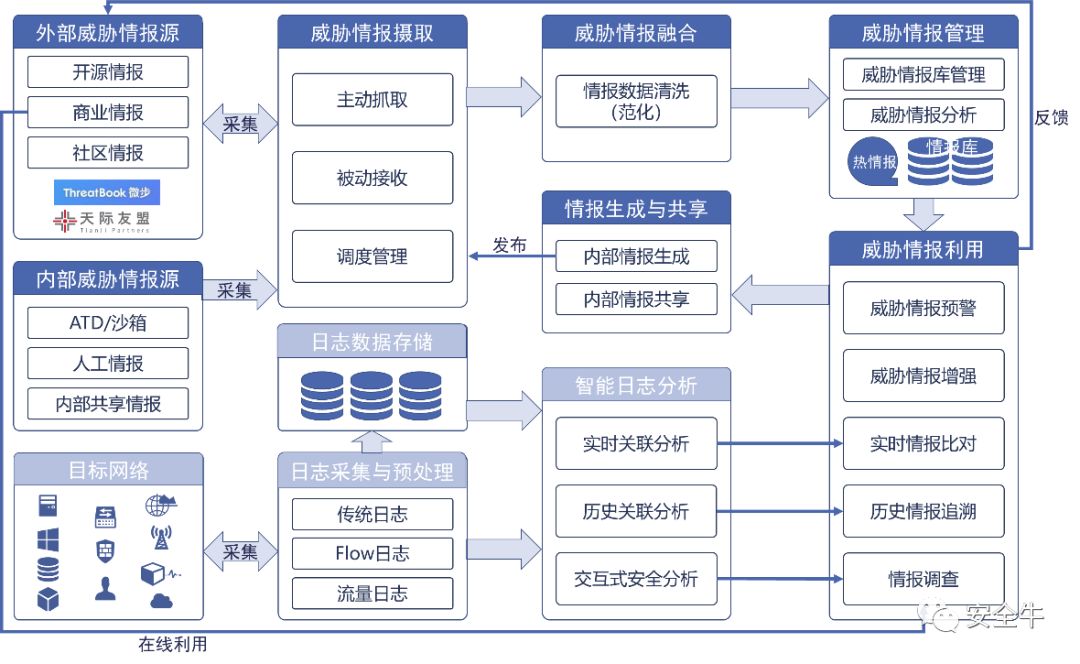 外部威胁情报源
开源情报
商业情报
社区情报
ThreatBook 微步
天际友盟
Tianji Partners
采集
威胁情报摄取
主动抓取
被动接收
调度管理
威胁情报融合
情报数据清洗
（范化）
威胁情报管理
威胁情报库管理
威胁情报分析
热情报
情报库
反馈
内部威胁情报源
ATD/沙箱
人工情报
内部共享情报
采集
发布
情报生成与共享
内部情报生成
内部情报共享
威胁情报利用
威胁情报预警
威胁情报增强
实时情报比对
历史情报追溯
情报调查
日志数据存储
智能日志分析
实时关联分析
历史关联分析
交互式安全分析
目标网络
采集
日志采集与预处理
传统日志
Flow日志
流量日志
在线利用
安全牛